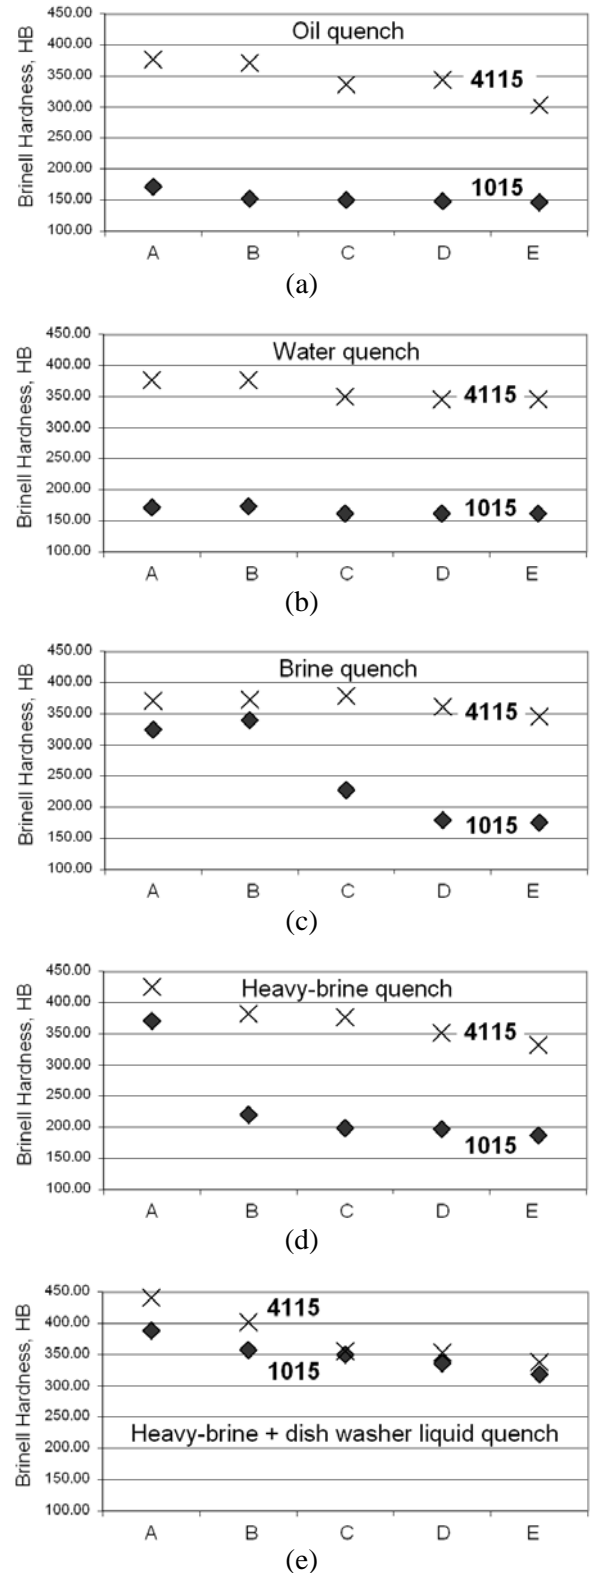 Oil quench
Brinell Hardness, HB
450.00
400.00
350.00
300.00
200.00
150.00
100.00
4115
1015
A B C D E
(a)
Water quench
Brinell Hardness, HB
450.00
400.00
350.00
300.00
250.00
200.00
150.00
100.00
4115
1015
A B C D E
(b)
Brine quench
Brinell Hardness, HB
450.00
400.00
350.00
300.00
250.00
200.00
150.00
100.00
4115
1015
A B C D E
(c)
Heavy-brine quench
Brinell Hardness, HB
450.00
400.00
350.00
300.00
250.00
200.00
150.00
100.00
4115
1015
A B C D E
(d)
Brinell Hardness, HB
450.00
400.00
350.00
300.00
250.00
200.00
150.00
100.00
4115
1015
Heavy-brine + dish washer liquid quench
A B C D E
(e)